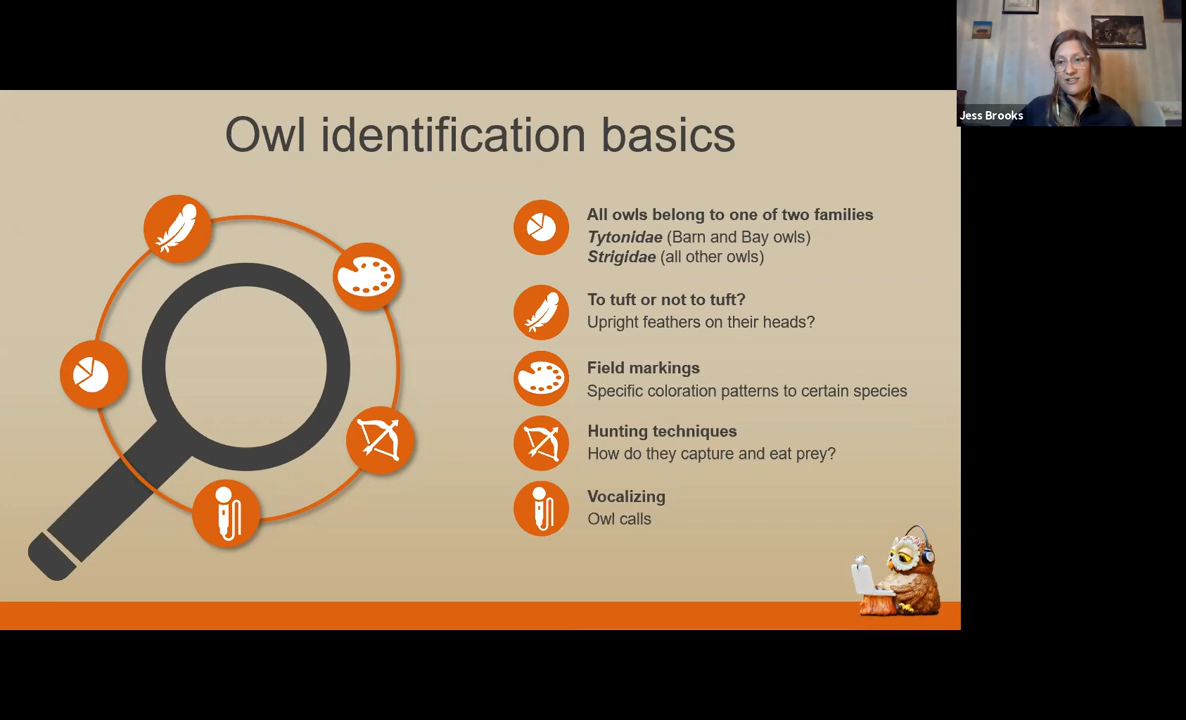 Jess Brooks
Owl identification basics
All owls belong to one of two families
Tytonidae (Barn and Bay owls)
Strigidae (all other owls)
To tuft or not to tuft?
Upright feathers on their heads?
Field markings
Specific coloration patterns to certain species
Hunting techniques
How do they capture and eat prey?
Vocalizing
Owl calls